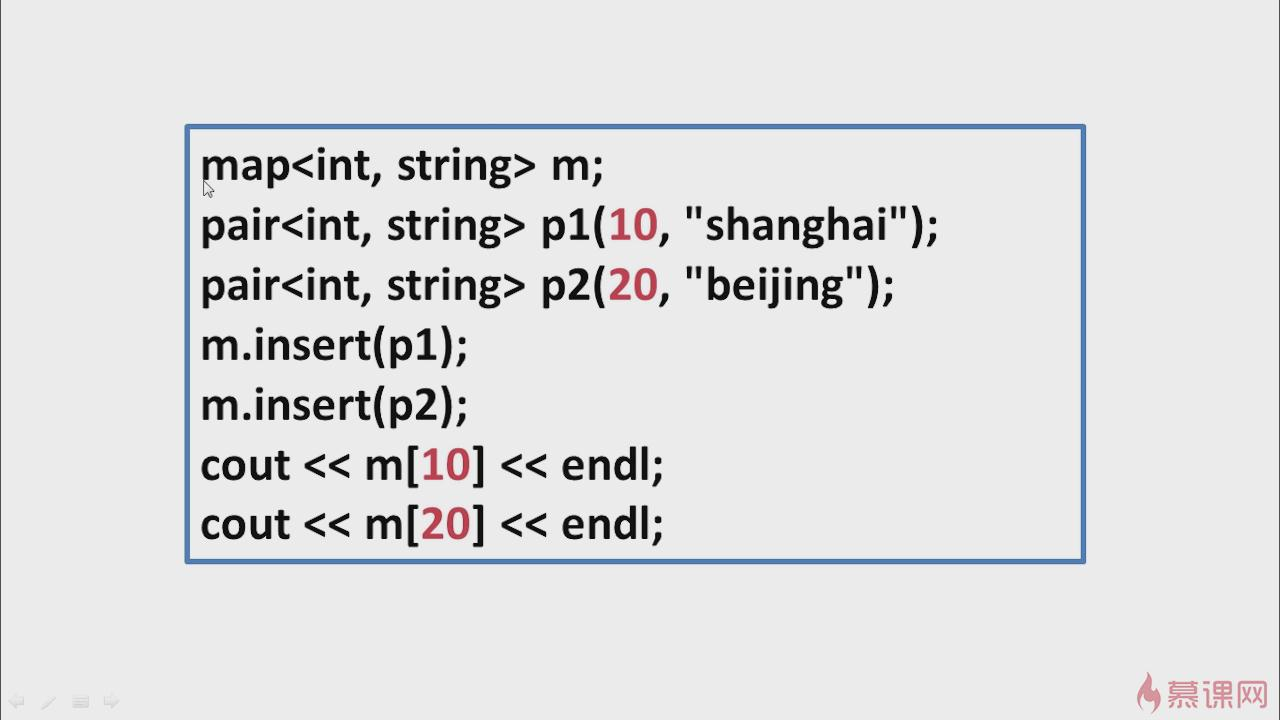 map<int, string> m;
pair<int, string> p1(10, "shanghai");
pair<int, string> p2(20, "beijing");
m.insert(p1);
m.insert(p2);
cout << m[10] << endl;
cout << m[20] << endl;
慕课网